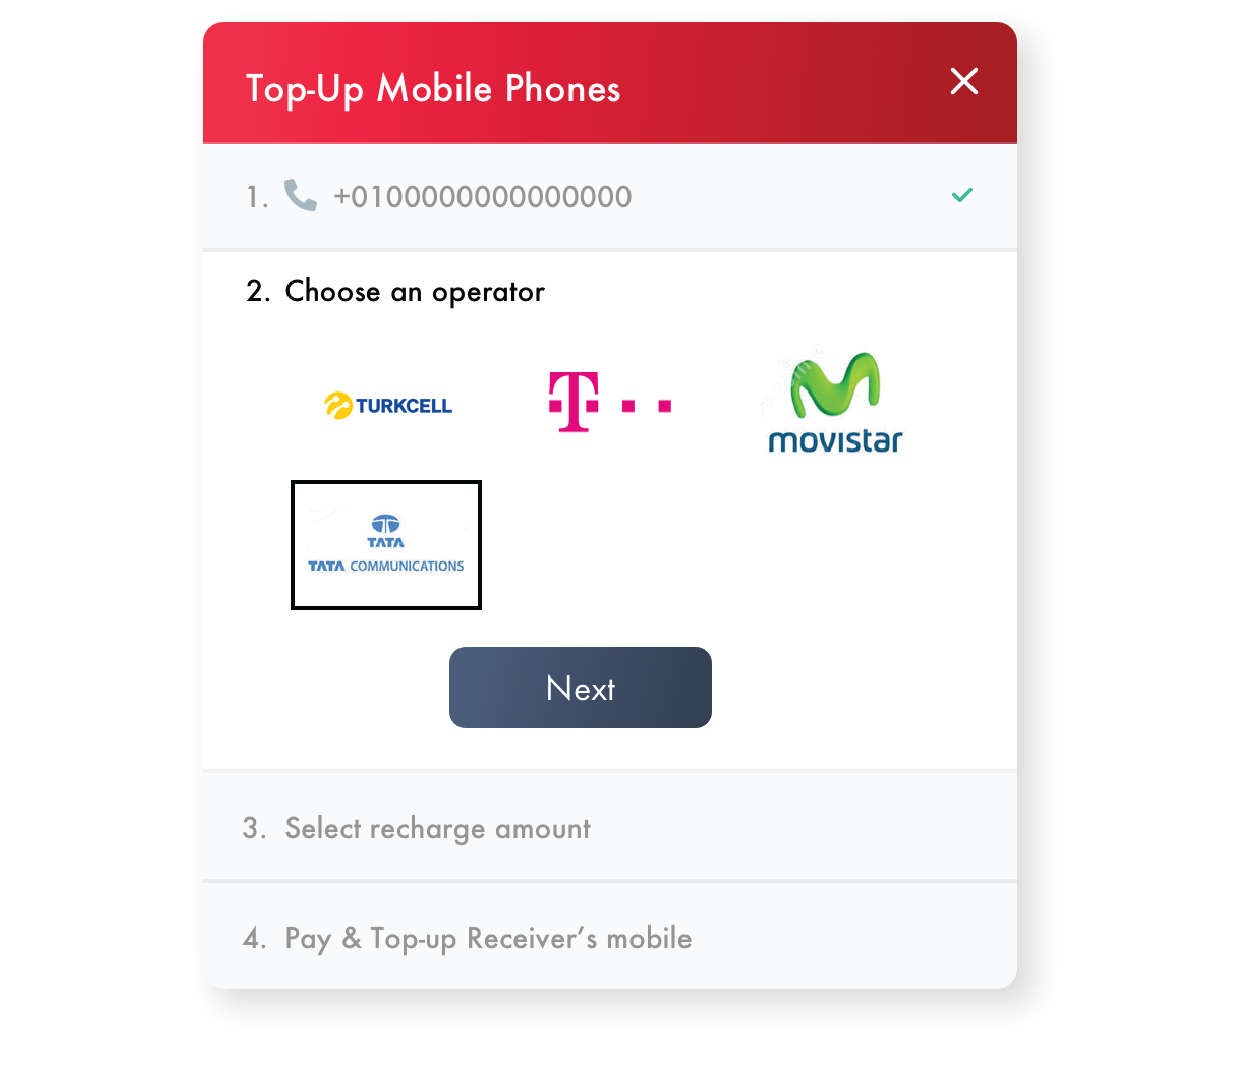 Top-Up Mobile Phones
1. +0100000000000000
2. Choose an operator
TURKCELL
T
movistar
TATA
TATA COMMUNICATIONS
Next
3. Select recharge amount
4. Pay & Top-up Receiver’s mobile